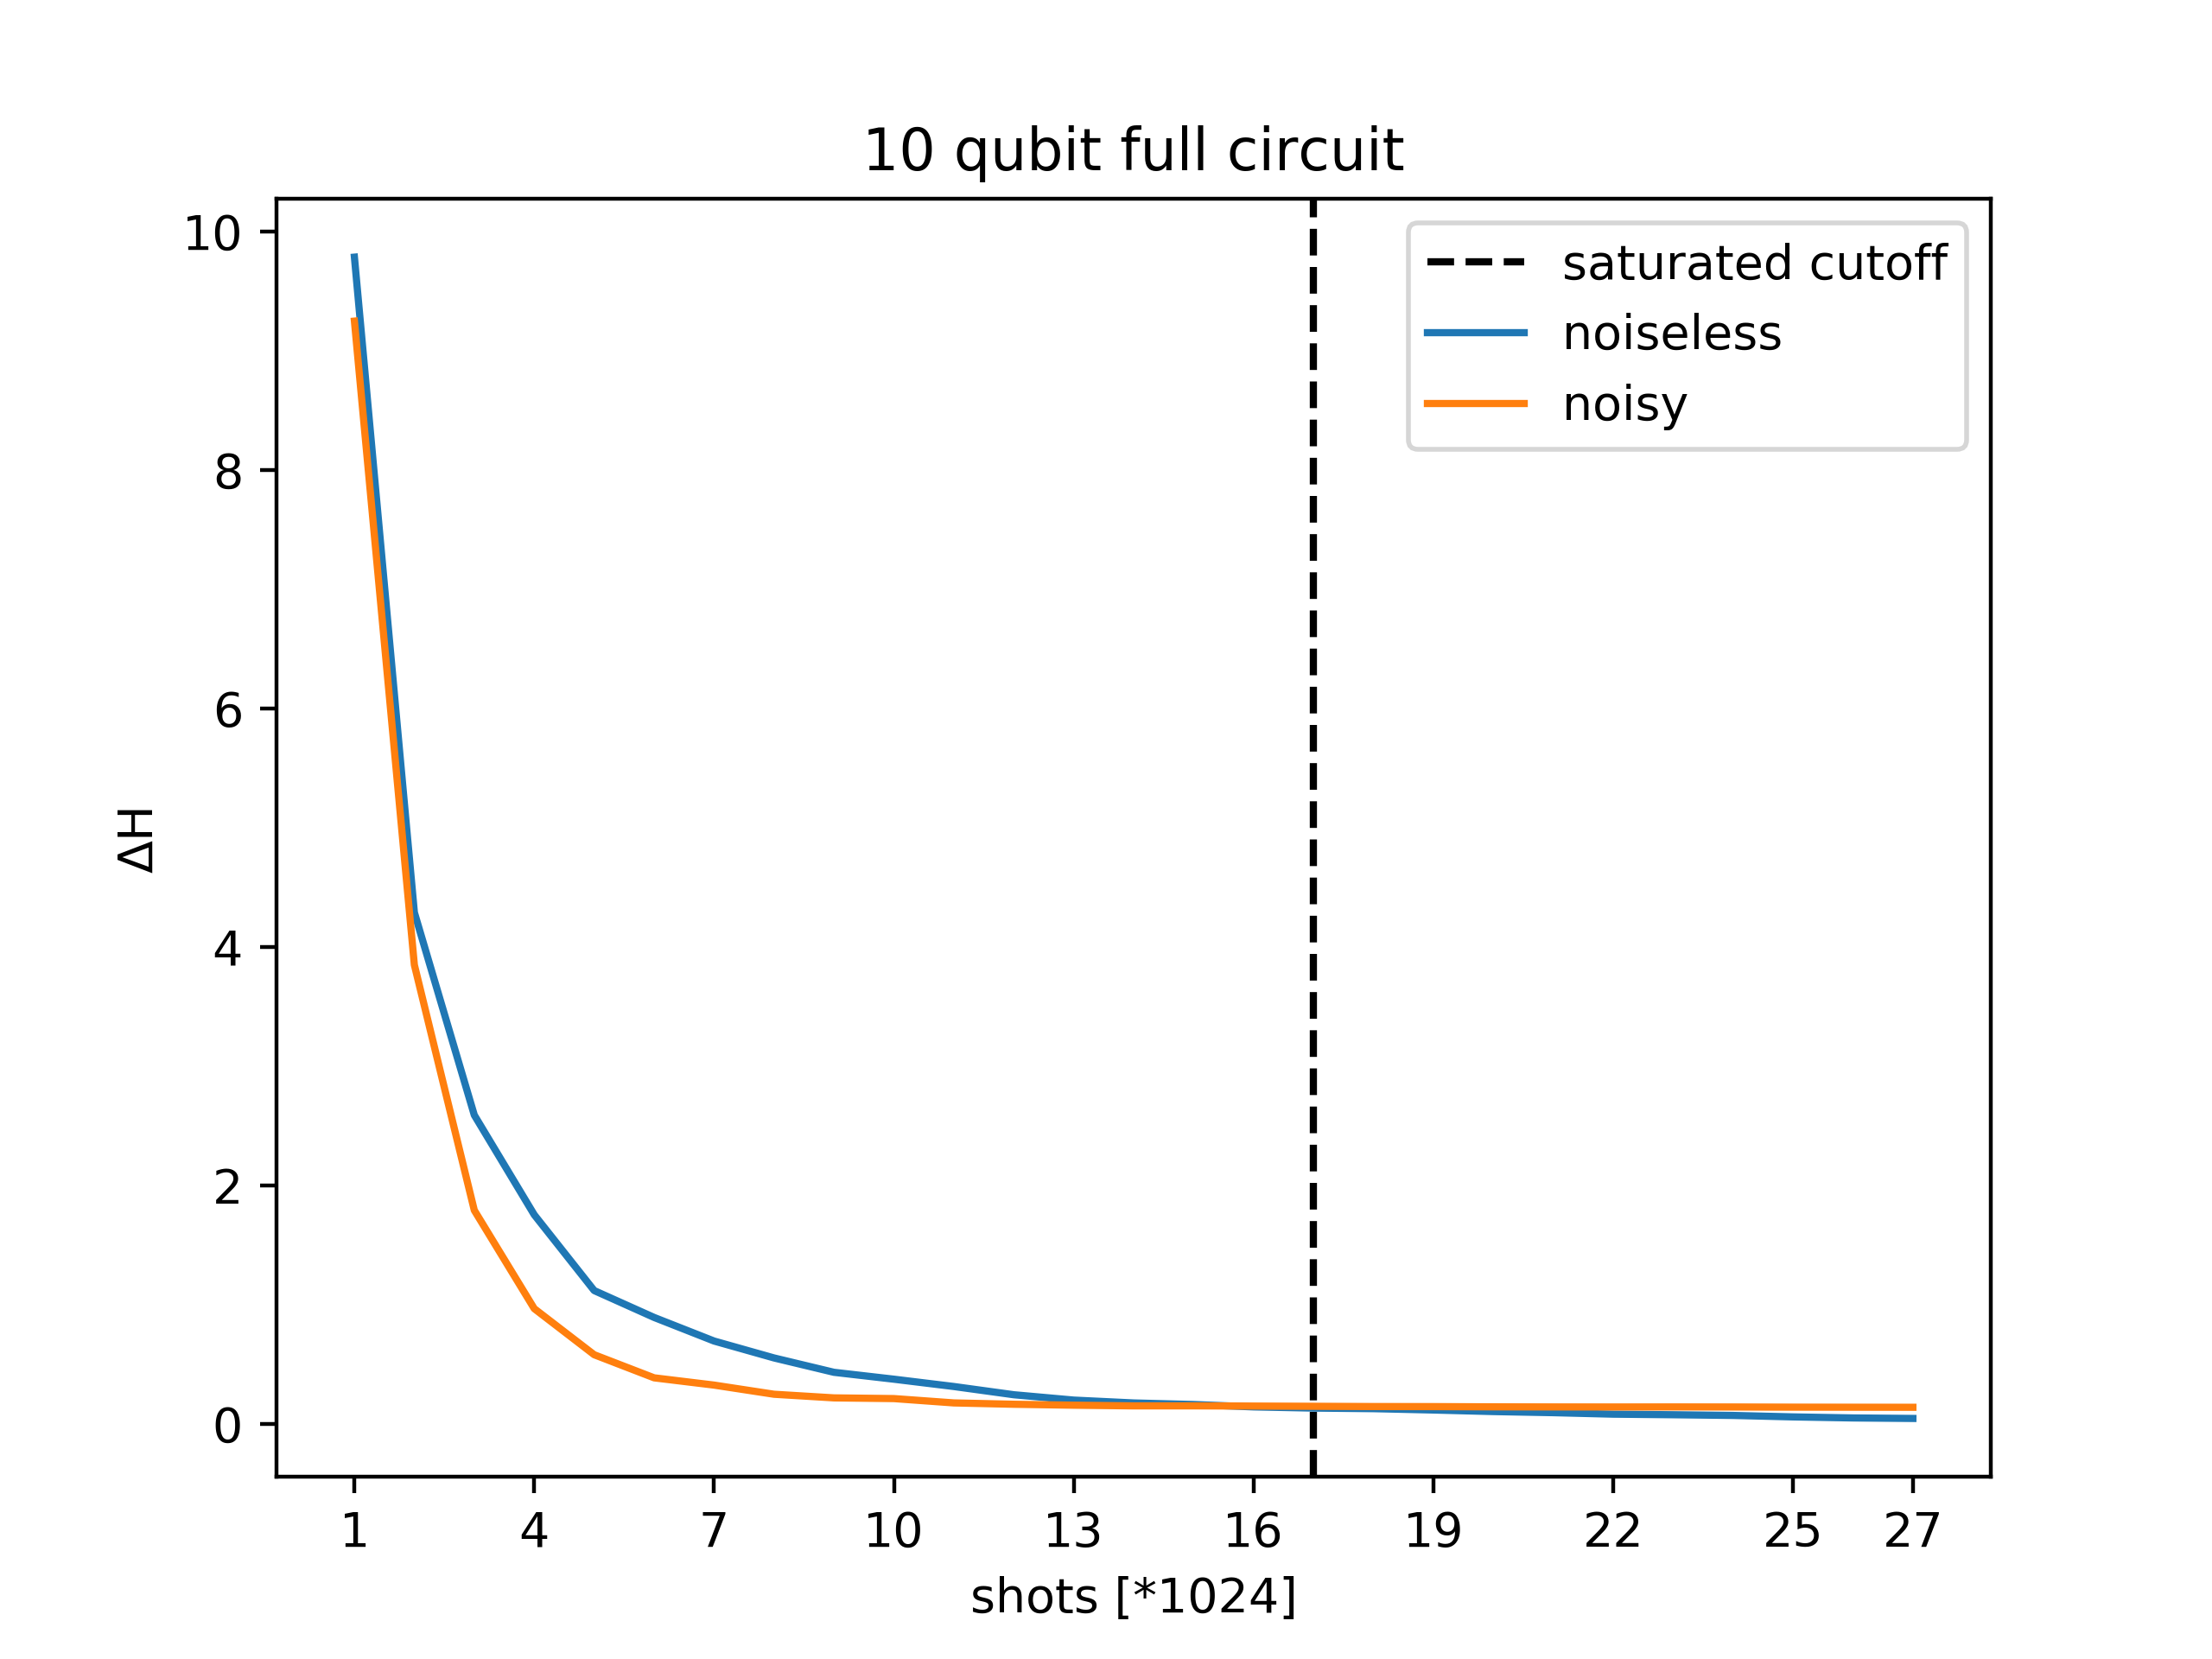 10 qubit full circuit
10
8
6
4
2
0
ΔH
saturated cutoff
noiseless
noisy
1 4 7 10 13 16 19 22 25 27
shots [*1024]